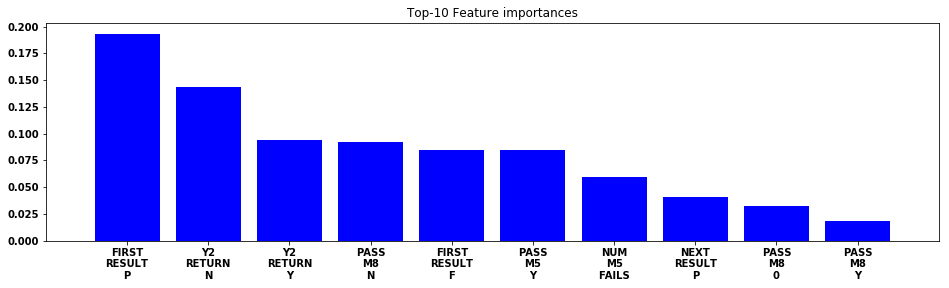 Top-10 Feature importances
0.200
0.175
0.150
0.125
0.100
0.075
0.050
0.025
0.000
FIRST
RESULT
P
Y2
RETURN
N
Y2
RETURN
Y
PASS
M8
N
FIRST
RESULT
F
PASS
M5
Y
NUM
M5
FAILS
NEXT
RESULT
P
PASS
M8
0
PASS
M8
Y